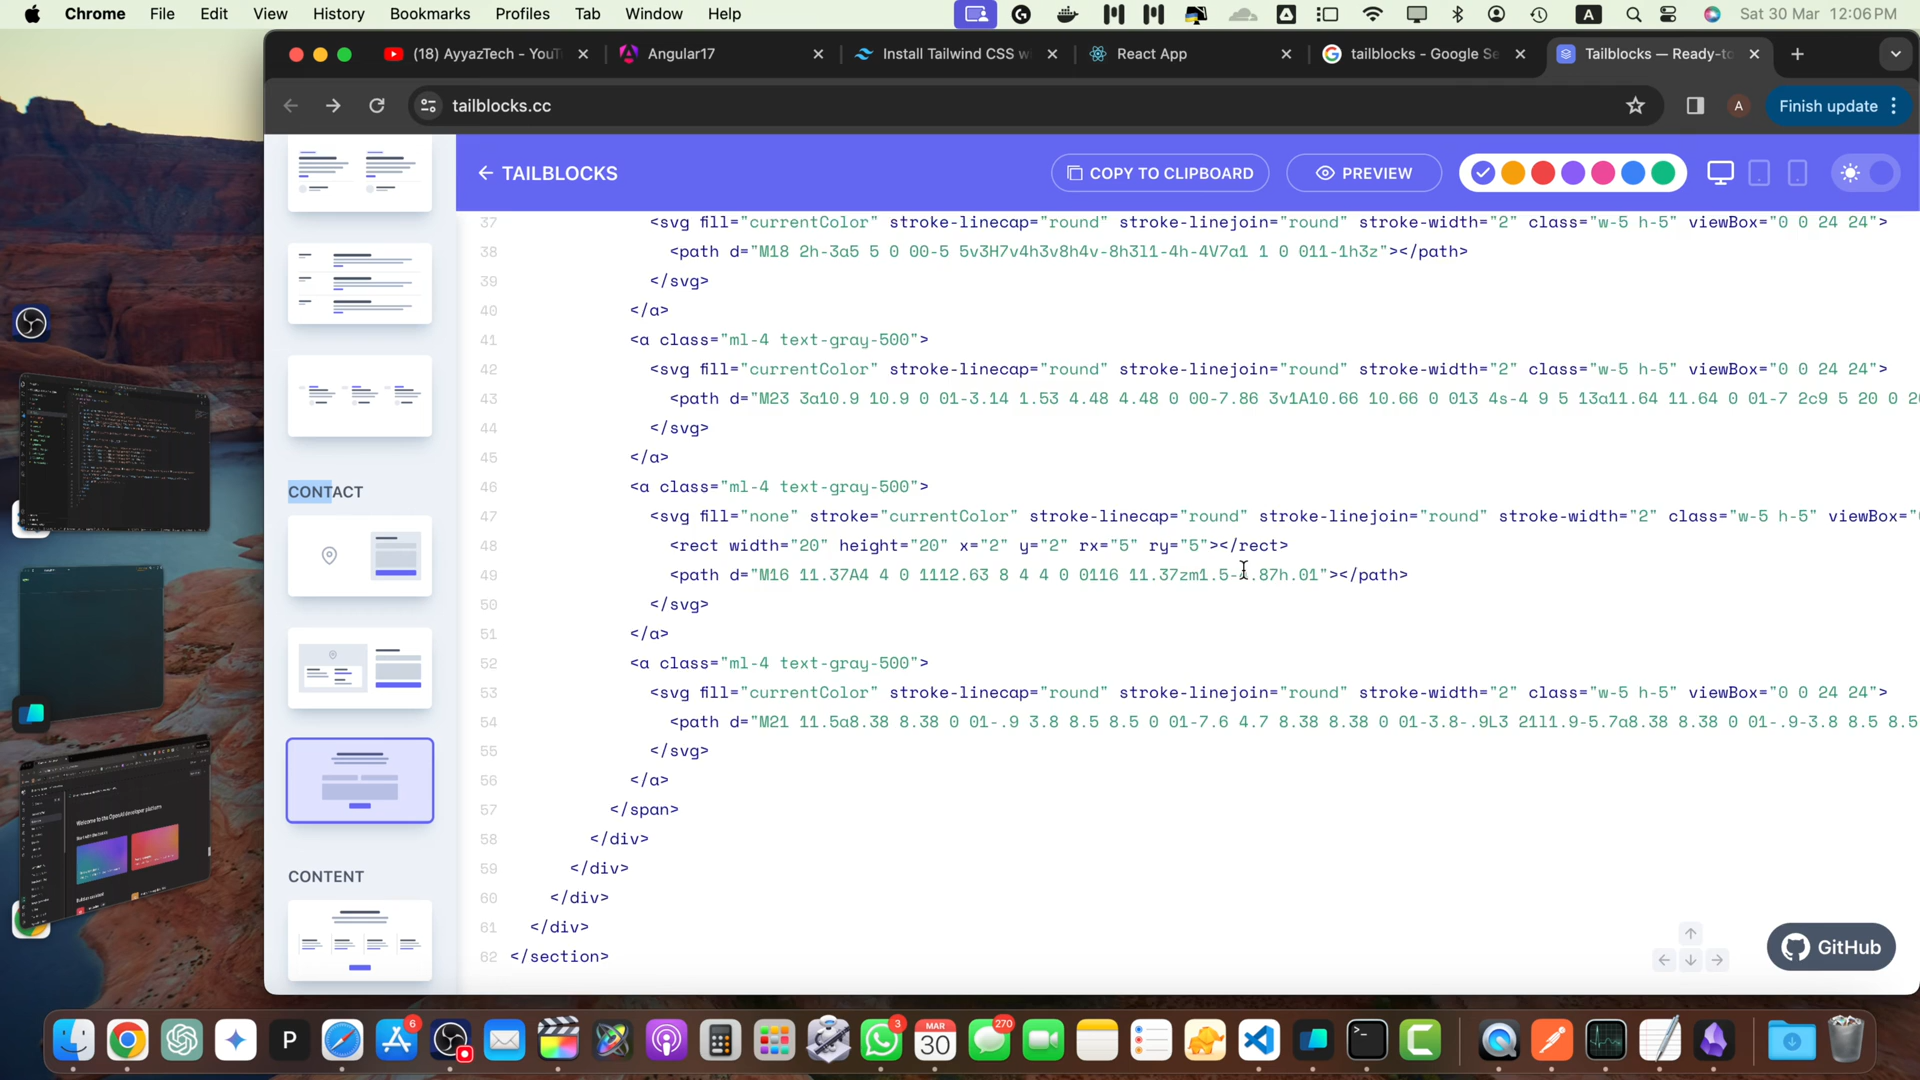 Chrome File Edit View History Bookmarks Profiles Tab Window Help A Sat 30 Mar 12:06 PM
(18) AyyazTech - YouT Angular17 Install Tailwind CSS w React App tailblocks - Google Se Tailblocks — Ready-to
tailblocks.cc A Finish update
TAILBLOCKS COPY TO CLIPBOARD PREVIEW
37 <svg fill="currentColor" stroke-linecap="round" stroke-linejoin="round" stroke-width="2" class="w-5 h-5" viewBox="0 0 24 24">
38 <path d="M18 2h-3a5 5 0 00-5 5v3H7v4h3v8h4v-8h3l1-4h-4V7a1 1 0 011-1h3z"></path>
39 </svg>
40 </a>
41 <a class="ml-4 text-gray-500">
42 <svg fill="currentColor" stroke-linecap="round" stroke-linejoin="round" stroke-width="2" class="w-5 h-5" viewBox="0 0 24 24">
43 <path d="M23 3a10.9 10.9 0 01-3.14 1.53 4.48 4.48 0 00-7.86 3v1A10.66 10.66 0 013 4s-4 9 5 13a11.64 11.64 0 01-7 2c9 5 20 0 2
44 </svg>
45 </a>
46 <a class="ml-4 text-gray-500">
47 <svg fill="none" stroke="currentColor" stroke-linecap="round" stroke-linejoin="round" stroke-width="2" class="w-5 h-5" viewBox="
48 <rect width="20" height="20" x="2" y="2" rx="5" ry="5"></rect>
49 <path d="M16 11.37A4 4 0 1112.63 8 4 4 0 0116 11.37zm1.5-4.87h.01"></path>
50 </svg>
51 </a>
52 <a class="ml-4 text-gray-500">
53 <svg fill="currentColor" stroke-linecap="round" stroke-linejoin="round" stroke-width="2" class="w-5 h-5" viewBox="0 0 24 24">
54 <path d="M21 11.5a8.38 8.38 0 01-.9 3.8 8.5 8.5 0 01-7.6 4.7 8.38 8.38 0 01-3.8-.9L3 21l1.9-5.7a8.38 8.38 0 01-.9-3.8 8.5 8.5
55 </svg>
56 </a>
57 </span>
58 </div>
59 </div>
60 </div>
61 </div>
62 </section>
CONTACT
CONTENT
GitHub
Welcome to the OpenAI developer platform
6
3
MAR
30
270
P